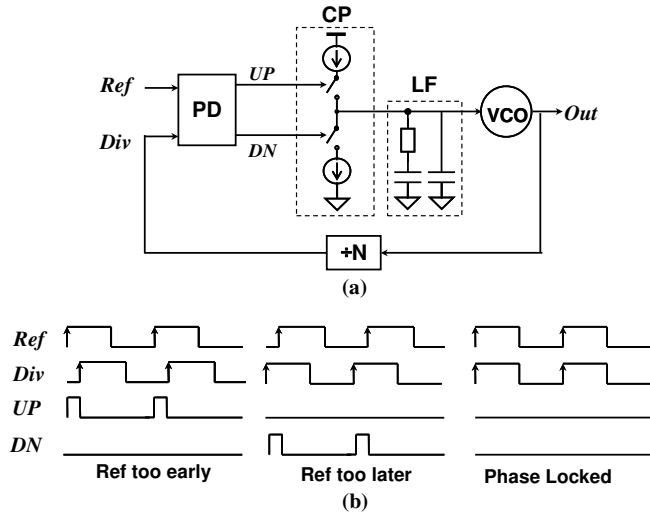 CP
UP
Ref
PD
LF
VCO
Out
Div
DN
÷N
(a)
Ref
Div
UP
DN
Ref too early
Ref too later
Phase Locked
(b)